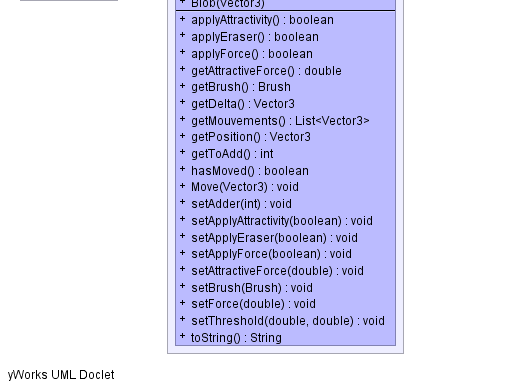 Blob(Vector3)
+ applyAttractivity() : boolean
+ applyEraser() : boolean
+ applyForce() : boolean
+ getAttractiveForce() : double
+ getBrush() : Brush
+ getDelta() : Vector3
+ getMouvements() : List<Vector3>
+ getPosition() : Vector3
+ getToAdd() : int
+ hasMoved() : boolean
+ Move(Vector3) : void
+ setAdder(int) : void
+ setApplyAttractivity(boolean) : void
+ setApplyEraser(boolean) : void
+ setApplyForce(boolean) : void
+ setAttractiveForce(double) : void
+ setBrush(Brush) : void
+ setForce(double) : void
+ setThreshold(double, double) : void
+ toString() : String
yWorks UML Doclet